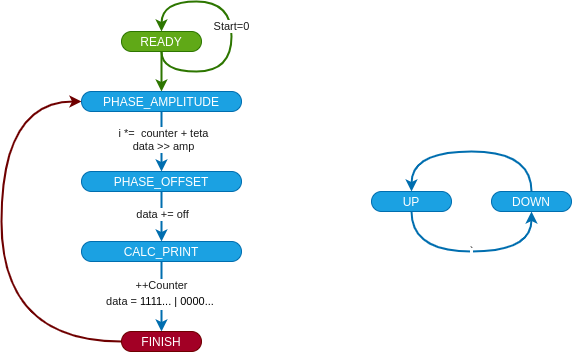 Start=0
READY
PHASE_AMPLITUDE
i *=  counter + teta
data >> amp
PHASE_OFFSET
data += off
CALC_PRINT
++Counter
data = 1111... | 0000...
FINISH
UP
DOWN